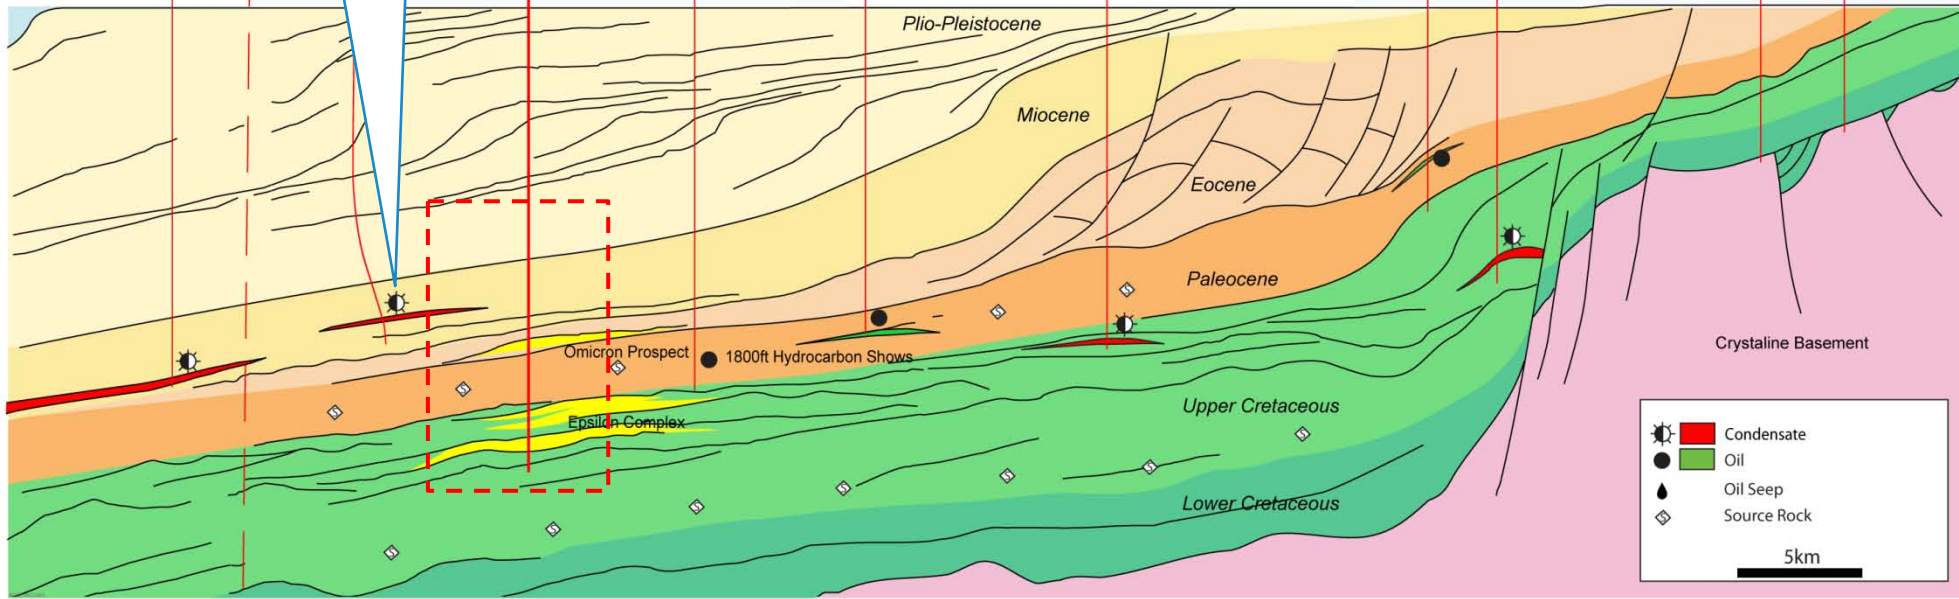 Plio-Pleistocene
Miocene
Eocene
Paleocene
Omicron Prospect
1800ft Hydrocarbon Shows
Crystaline Basement
Upper Cretaceous
Epsilon Complex
Lower Cretaceous
Condensate
Oil
Oil Seep
S Source Rock
5km